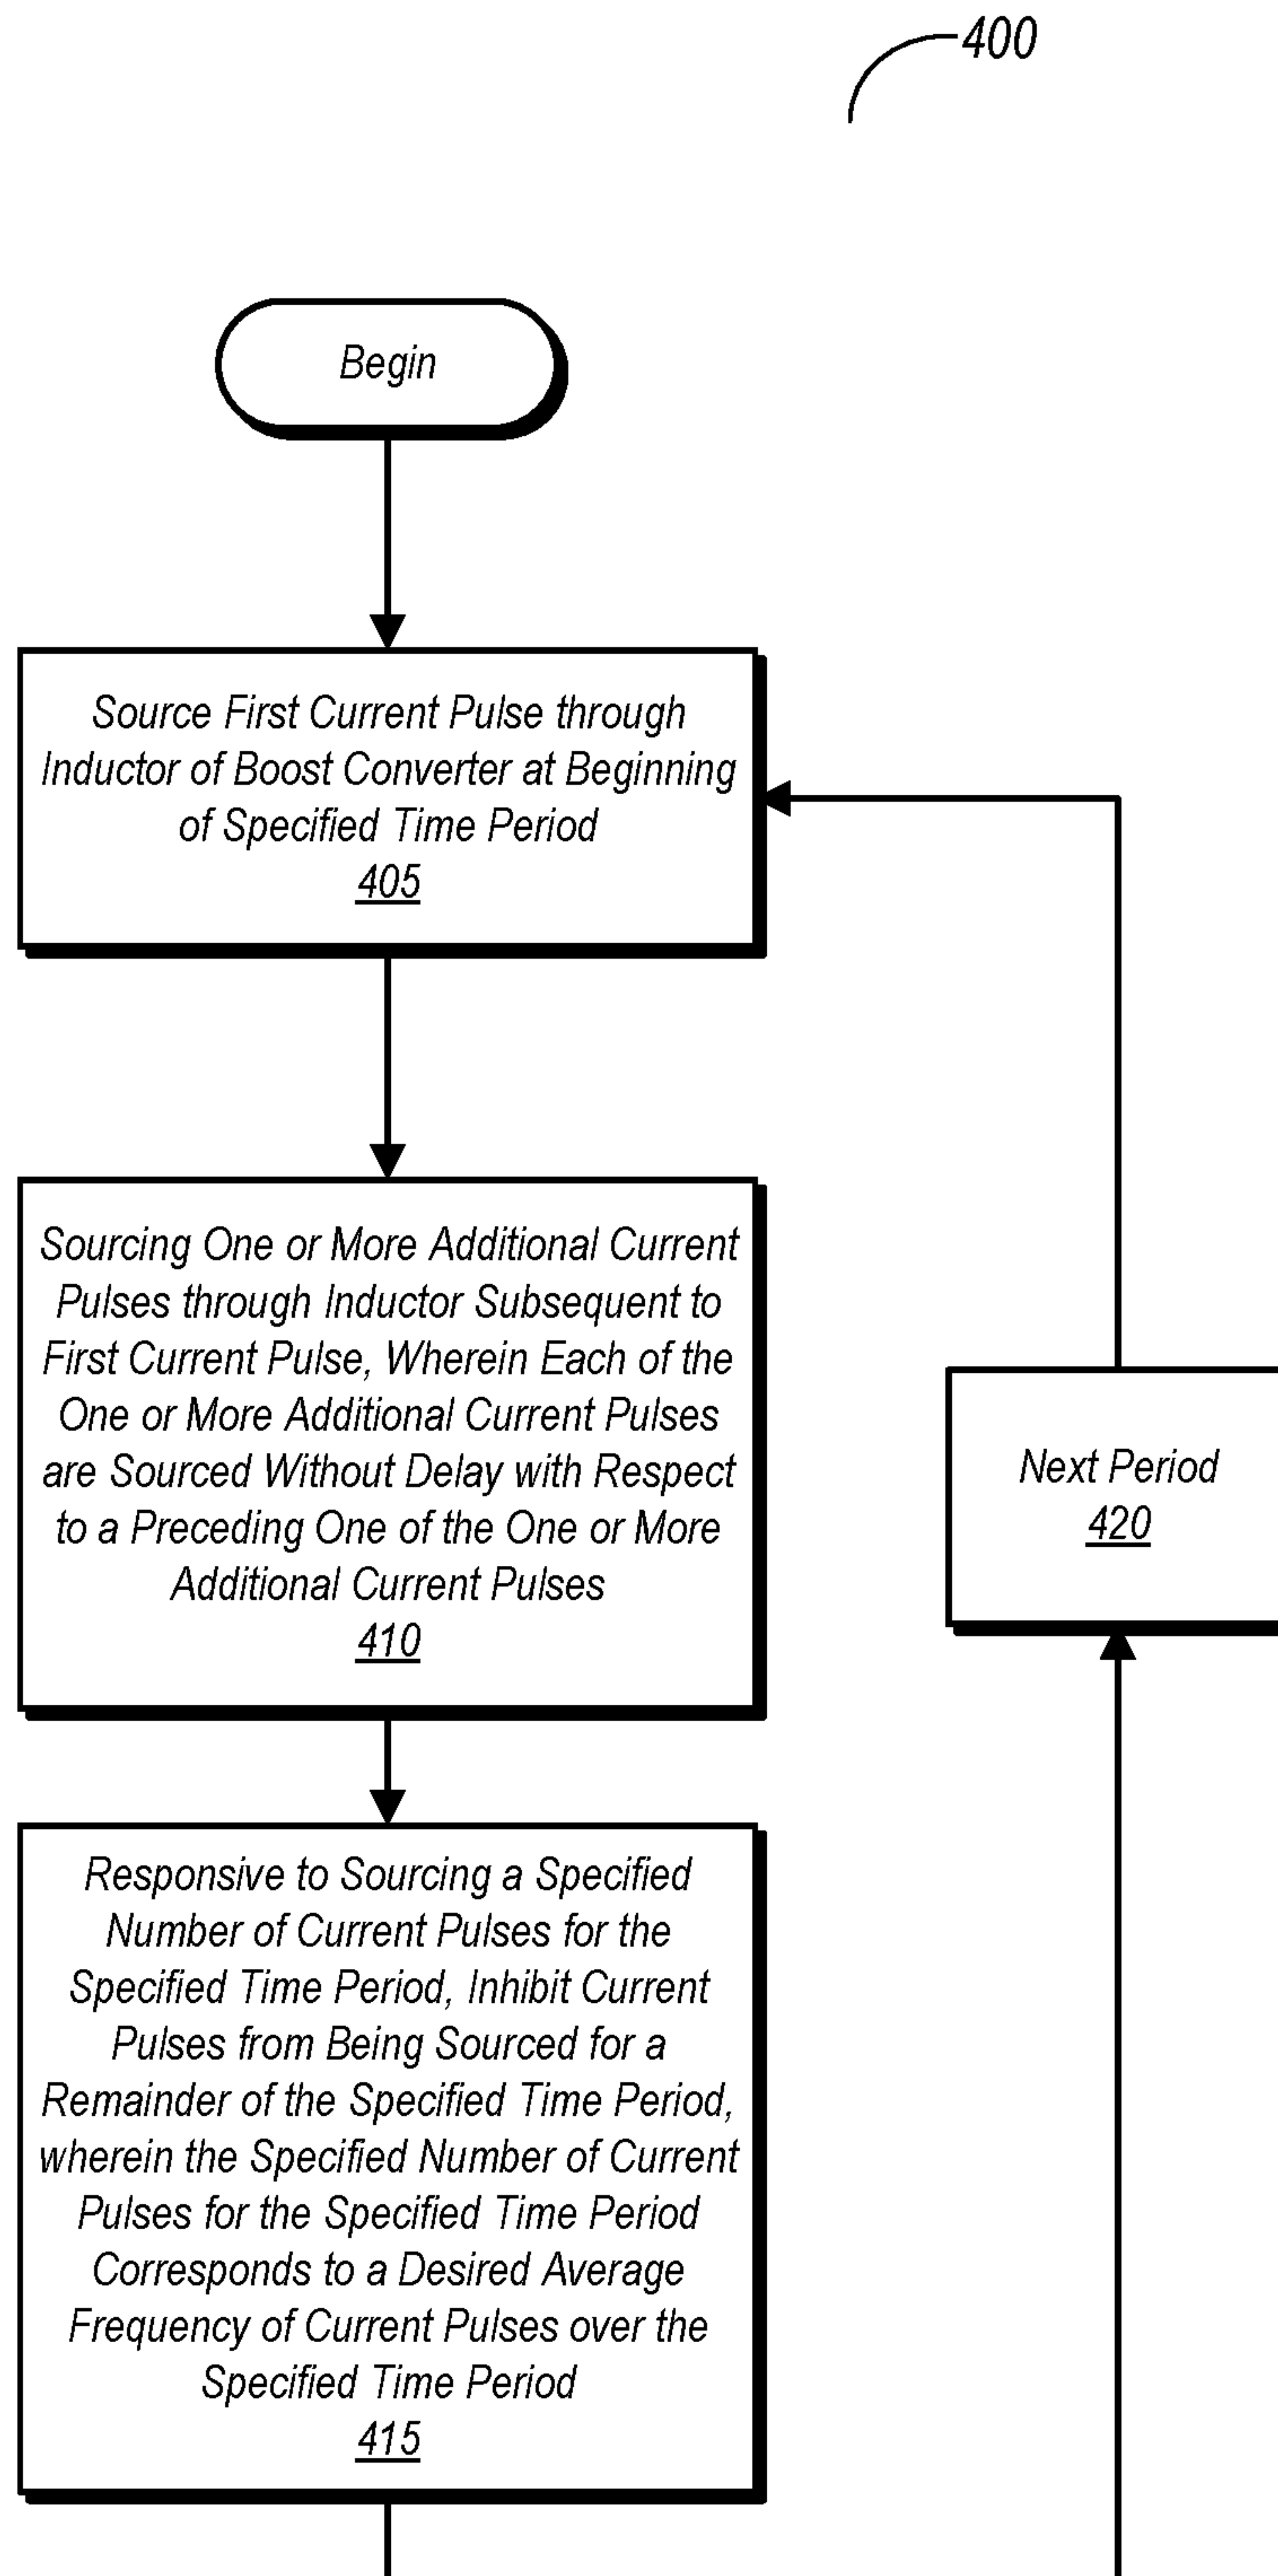 400
Begin
Source First Current Pulse through
Inductor of Boost Converter at Beginning
of Specified Time Period
405
Sourcing One or More Additional Current
Pulses through Inductor Subsequent to
First Current Pulse, Wherein Each of the
One or More Additional Current Pulses
are Sourced Without Delay with Respect
to a Preceding One of the One or More
Additional Current Pulses
410
Next Period
420
Responsive to Sourcing a Specified
Number of Current Pulses for the
Specified Time Period, Inhibit Current
Pulses from Being Sourced for a
Remainder of the Specified Time Period,
wherein the Specified Number of Current
Pulses for the Specified Time Period
Corresponds to a Desired Average
Frequency of Current Pulses over the
Specified Time Period
415